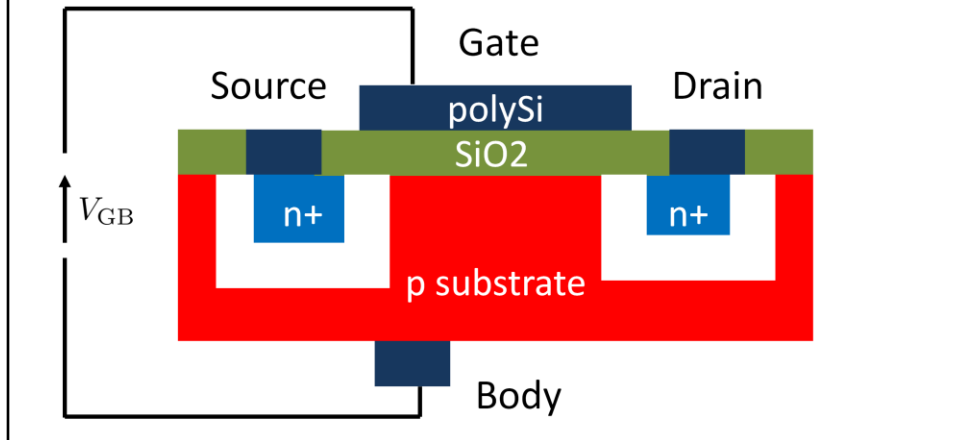 Gate
Source
Drain
polySi
SiO2
V_GB
n+
n+
p substrate
Body